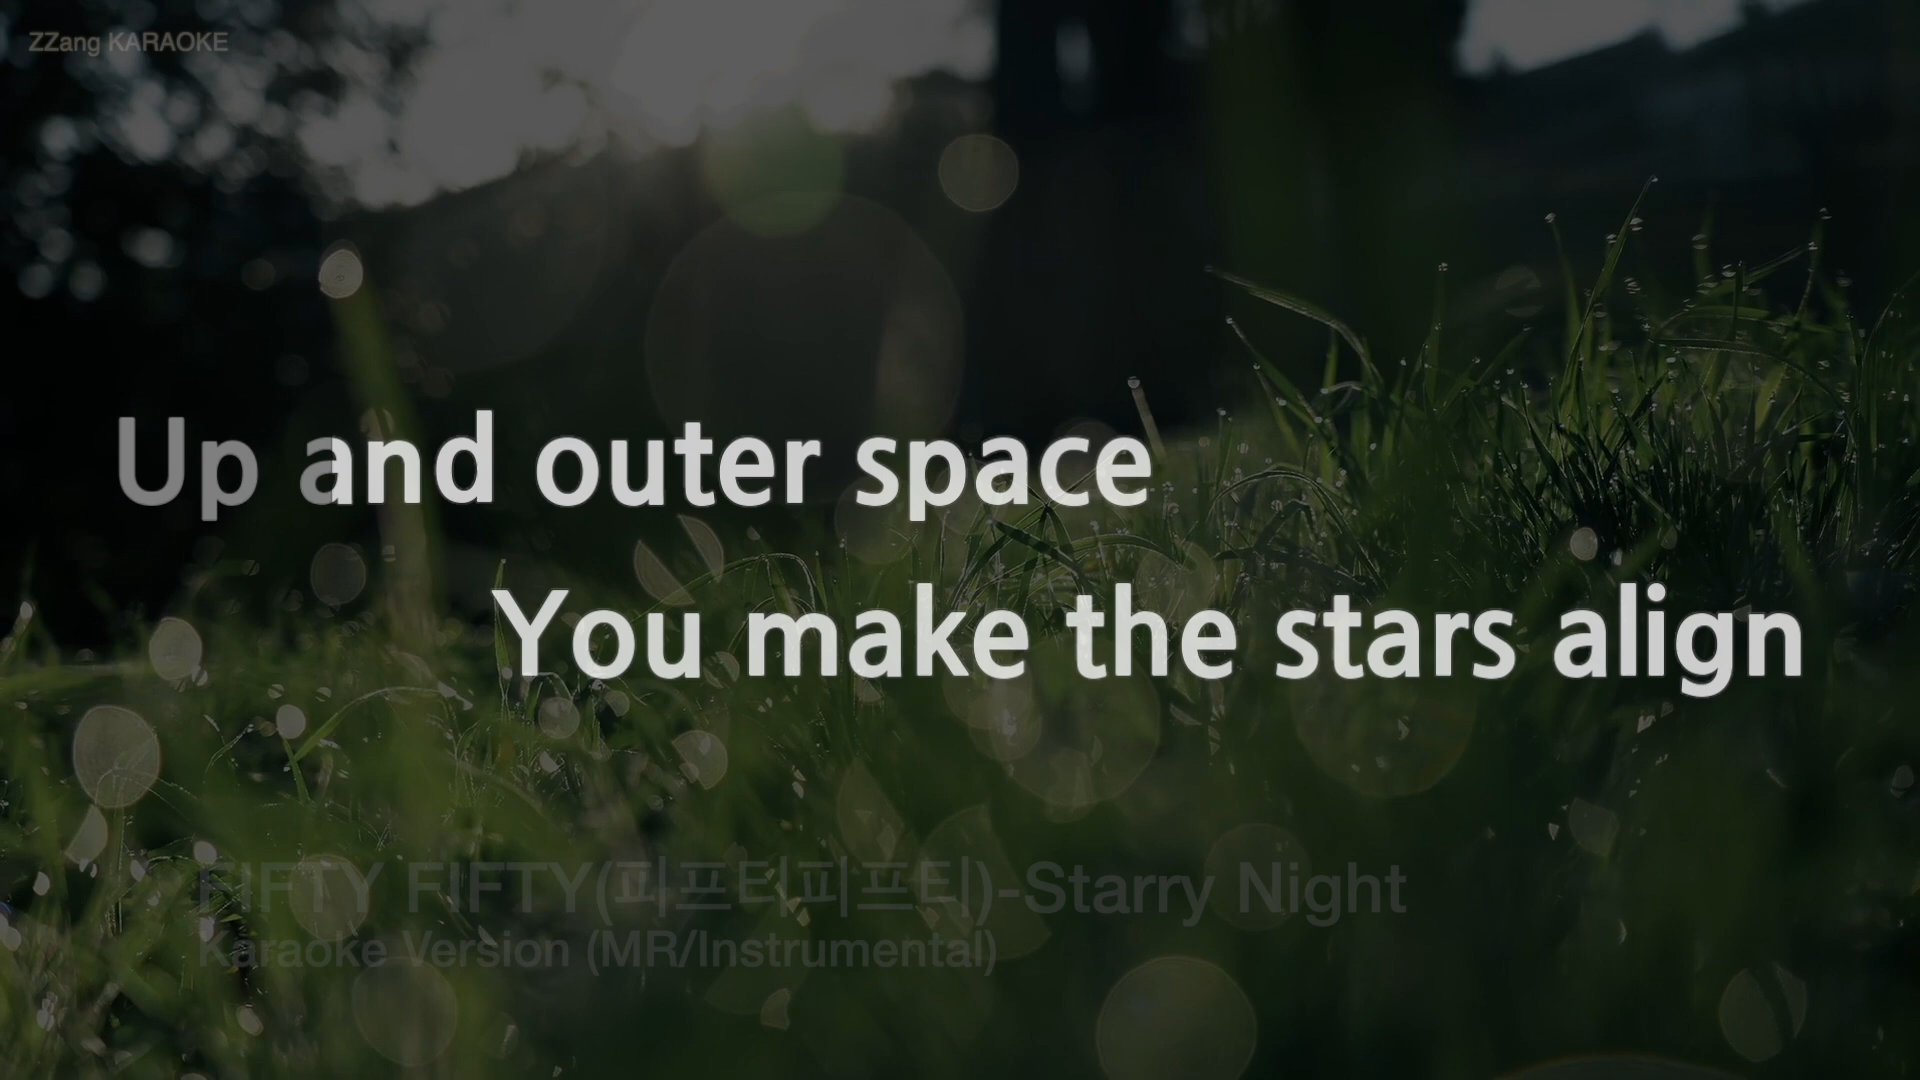 ZZang KARAOKE
Up and outer space
You make the stars align
FIFTY FIFTY(피프티피프티)-Starry Night
Karaoke Version (MR/Instrumental)